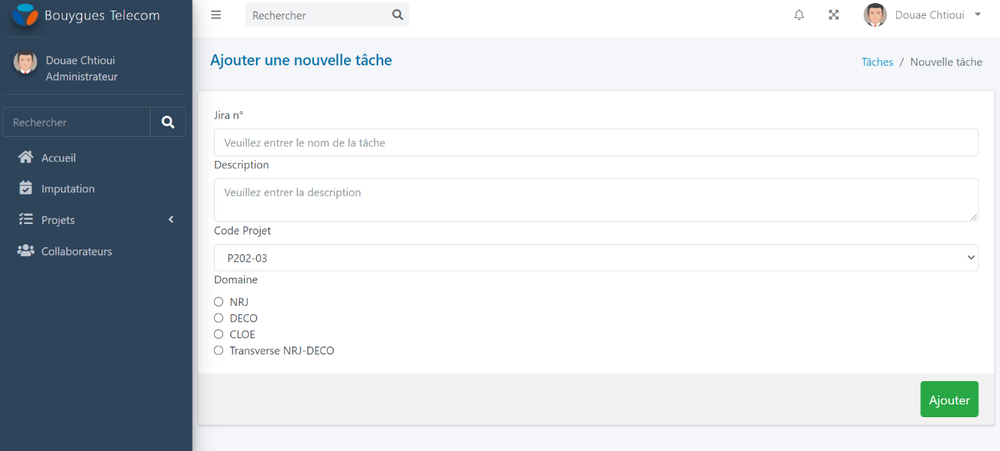 Bouygues Telecom
Rechercher
Douae Chtioui
Douae Chtioui
Administrateur
Rechercher
Accueil
Imputation
Projets
Collaborateurs
Ajouter une nouvelle tâche
Tâches / Nouvelle tâche
Jira n°
Veuillez entrer le nom de la tâche
Description
Veuillez entrer la description
Code Projet
P202-03
Domaine
NRJ
DECO
CLOE
Transverse NRJ-DECO
Ajouter